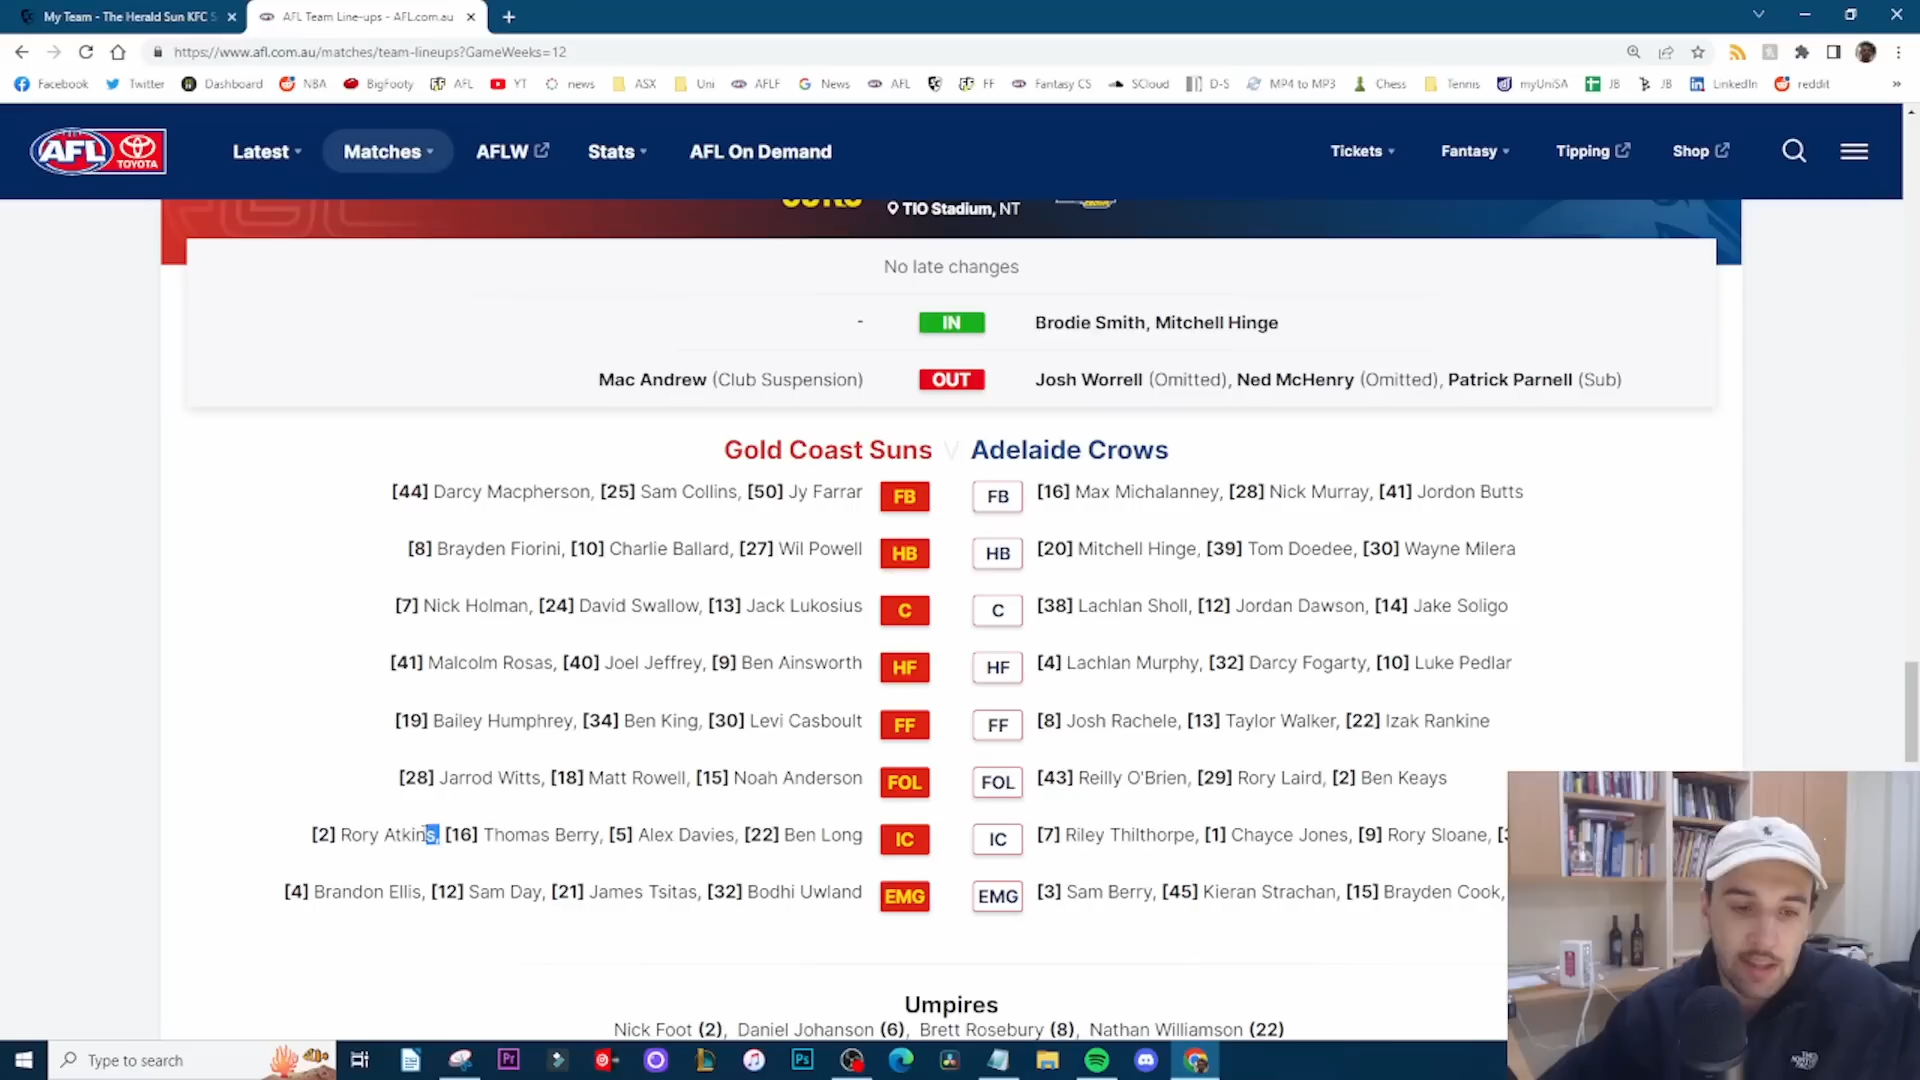 My Team - The Herald Sun KFC S
AFL Team Line-ups - AFL.com.au
https://www.afl.com.au/matches/team-lineups?GameWeeks=12
Facebook Twitter Dashboard NBA BigFooty AFL YT news ASX Uni AFLF News AFL FF Fantasy CS SCloud D-S MP4 to MP3 Chess Tennis myUniSA JB JB LinkedIn reddit »
AFL TOYOTA Latest Matches AFLW Stats AFL On Demand Tickets Fantasy Tipping Shop
SUNS
TIO Stadium, NT
No late changes
- IN Brodie Smith, Mitchell Hinge
Mac Andrew (Club Suspension) OUT Josh Worrell (Omitted), Ned McHenry (Omitted), Patrick Parnell (Sub)
Gold Coast Suns V Adelaide Crows
[44] Darcy Macpherson, [25] Sam Collins, [50] Jy Farrar FB FB [16] Max Michalanney, [28] Nick Murray, [41] Jordon Butts
[8] Brayden Fiorini, [10] Charlie Ballard, [27] Wil Powell HB HB [20] Mitchell Hinge, [39] Tom Doedee, [30] Wayne Milera
[7] Nick Holman, [24] David Swallow, [13] Jack Lukosius C C [38] Lachlan Sholl, [12] Jordan Dawson, [14] Jake Soligo
[41] Malcolm Rosas, [40] Joel Jeffrey, [9] Ben Ainsworth HF HF [4] Lachlan Murphy, [32] Darcy Fogarty, [10] Luke Pedlar
[19] Bailey Humphrey, [34] Ben King, [30] Levi Casboult FF FF [8] Josh Rachele, [13] Taylor Walker, [22] Izak Rankine
[28] Jarrod Witts, [18] Matt Rowell, [15] Noah Anderson FOL FOL [43] Reilly O'Brien, [29] Rory Laird, [2] Ben Keays
[2] Rory Atkins, [16] Thomas Berry, [5] Alex Davies, [22] Ben Long IC IC [7] Riley Thilthorpe, [1] Chayce Jones, [9] Rory Sloane,
[4] Brandon Ellis, [12] Sam Day, [21] James Tsitas, [32] Bodhi Uwland EMG EMG [3] Sam Berry, [45] Kieran Strachan, [15] Brayden Cook,
Umpires
Nick Foot (2), Daniel Johanson (6), Brett Rosebury (8), Nathan Williamson (22)
Type to search